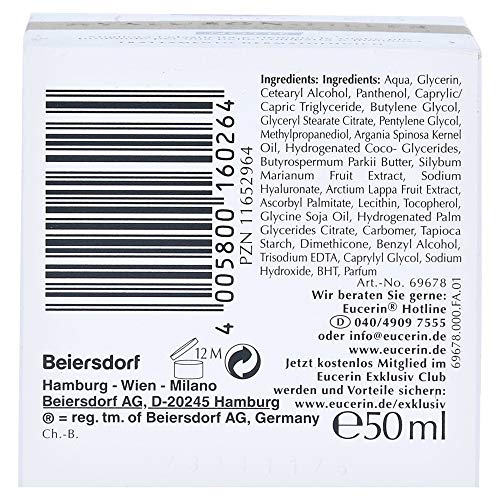 Ingredients: Ingredients: Aqua, Glycerin,
Cetearyl Alcohol, Panthenol, Caprylic/
Capric Triglyceride, Butylene Glycol,
Glyceryl Stearate Citrate, Pentylene Glycol,
Methylpropanediol, Argania Spinosa Kernel
Oil, Hydrogenated Coco- Glycerides,
Butyrospermum Parkii Butter, Silybum
Marianum Fruit Extract, Sodium
Hyaluronate, Arctium Lappa Fruit Extract,
Ascorbyl Palmitate, Lecithin, Tocopherol,
Glycine Soja Oil, Hydrogenated Palm
Glycerides Citrate, Carbomer, Tapioca
Starch, Dimethicone, Benzyl Alcohol,
Trisodium EDTA, Caprylyl Glycol, Sodium
Hydroxide, BHT, Parfum
Art.-No. 69678
Wir beraten Sie gerne:
Eucerin® Hotline
D 040/4909 7555
oder info@eucerin.de
www.eucerin.de
Jetzt kostenlos Mitglied im
Eucerin Exklusiv Club
werden und Vorteile sichern:
www.eucerin.de/exklusiv
e50ml
69678.000.FA.01
4 005800 160264
PZN 11652964
12M
Beiersdorf
Hamburg - Wien - Milano
Beiersdorf AG, D-20245 Hamburg
® = reg. tm. of Beiersdorf AG, Germany
Ch.-B.